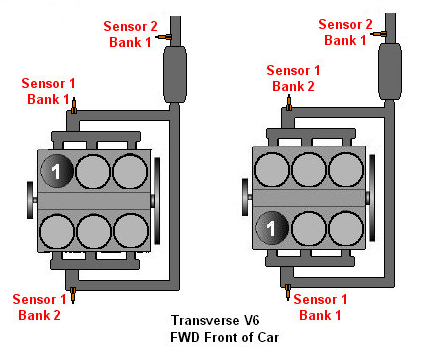 Sensor 2
Bank 1
Sensor 2
Bank 1
Sensor 1
Bank 1
Sensor 1
Bank 2
1
1
Sensor 1
Bank 2
Sensor 1
Bank 1
Transverse V6
FWD Front of Car